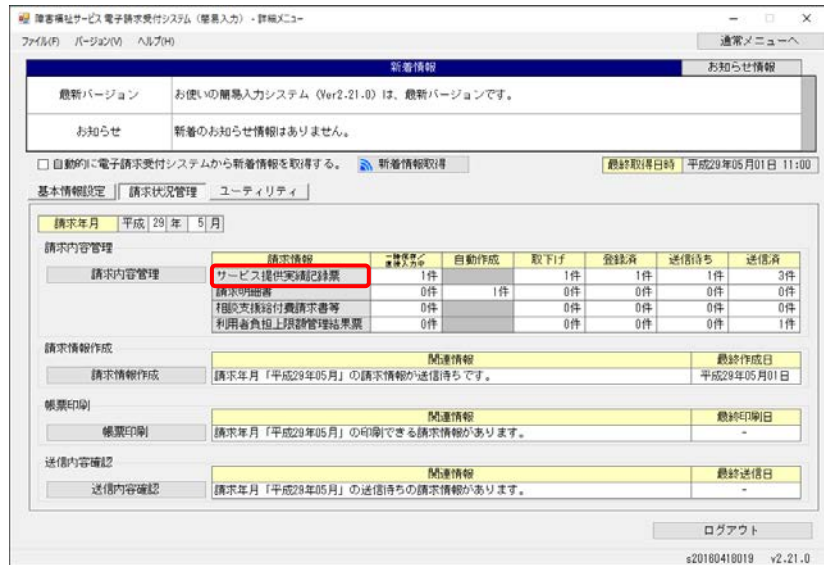 障害福祉サービス 電子請求受付システム（簡易入力） - 詳細メニュー
ファイル(F) バージョン(V) ヘルプ(H) 通常メニューへ
新着情報 お知らせ情報
最新バージョン お使いの簡易入力システム（Ver2.21.0）は、最新バージョンです。
お知らせ 新着のお知らせ情報はありません。
自動的に電子請求受付システムから新着情報を取得する。 新着情報取得 最終取得日時 平成29年05月01日 11:00
基本情報設定 請求状況管理 ユーティリティ
請求年月 平成 29 年 5 月
請求内容管理
請求情報 一時保存／直接入力中 自動作成 取下げ 登録済 送信待ち 送信済
請求内容管理 サービス提供実績記録票 1件 1件 1件 1件 3件
請求明細書 0件 1件 0件 0件 0件 0件
相談支援給付費請求書等 0件 0件 0件 0件 0件
利用者負担上限額管理結果票 0件 0件 0件 0件 1件
請求情報作成
関連情報 最終作成日
請求情報作成 請求年月「平成29年05月」の請求情報が送信待ちです。 平成29年05月01日
帳票印刷
関連情報 最終印刷日
帳票印刷 請求年月「平成29年05月」の印刷できる請求情報があります。 -
送信内容確認
関連情報 最終送信日
送信内容確認 請求年月「平成29年05月」の送信待ちの請求情報があります。 -
ログアウト
s20160418019 v2.21.0